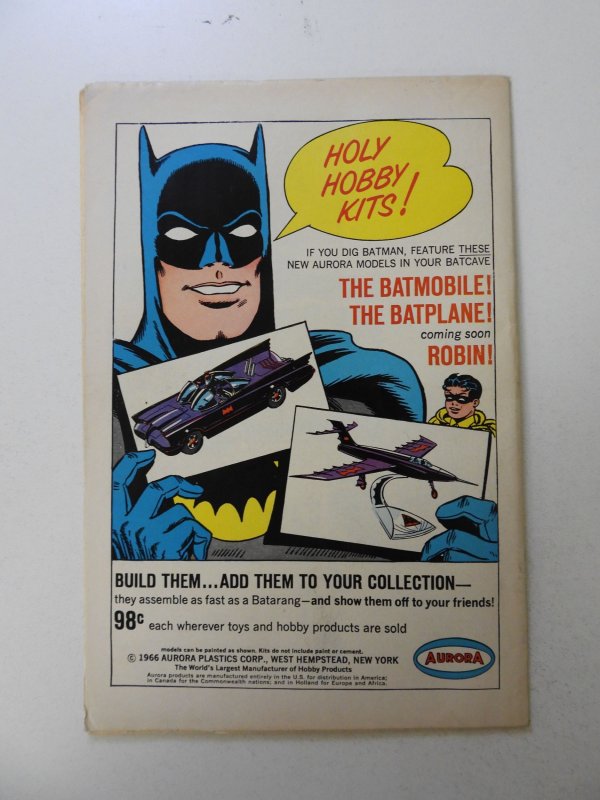 HOLY
HOBBY
KITS!
IF YOU DIG BATMAN, FEATURE THESE
NEW AURORA MODELS IN YOUR BATCAVE
THE BATMOBILE!
THE BATPLANE!
coming soon
ROBIN!
BUILD THEM...ADD THEM TO YOUR COLLECTION—
they assemble as fast as a Batarang—and show them off to your friends!
98c each wherever toys and hobby products are sold
models can be painted as shown. Kits do not include paint or cement.
© 1966 AURORA PLASTICS CORP., WEST HEMPSTEAD, NEW YORK
The World's Largest Manufacturer of Hobby Products
Aurora products are manufactured entirely in the U.S. for distribution in America;
in Canada for the Commonwealth nations; and in Holland for Europe and Africa.
AURORA